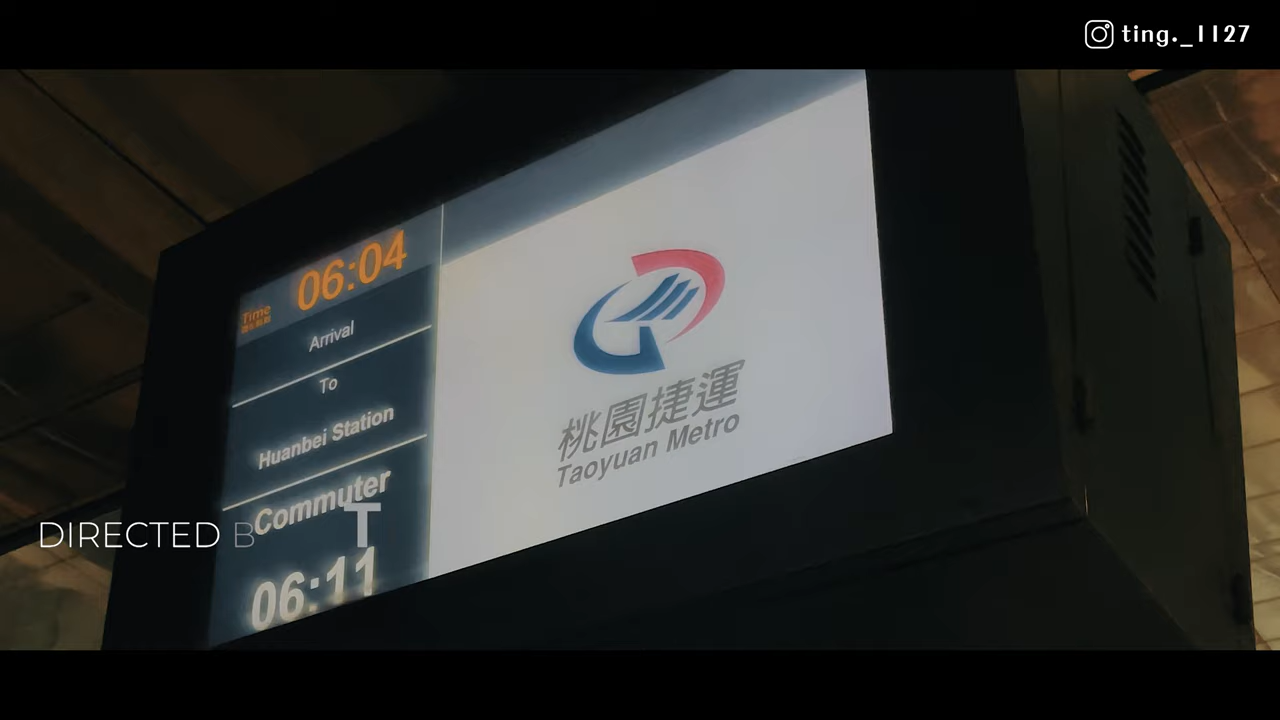 ting._1127
Time
06:04
Arrival
To
Huanbei Station
Commuter
06:11
桃園捷運
Taoyuan Metro
DIRECTED B
T